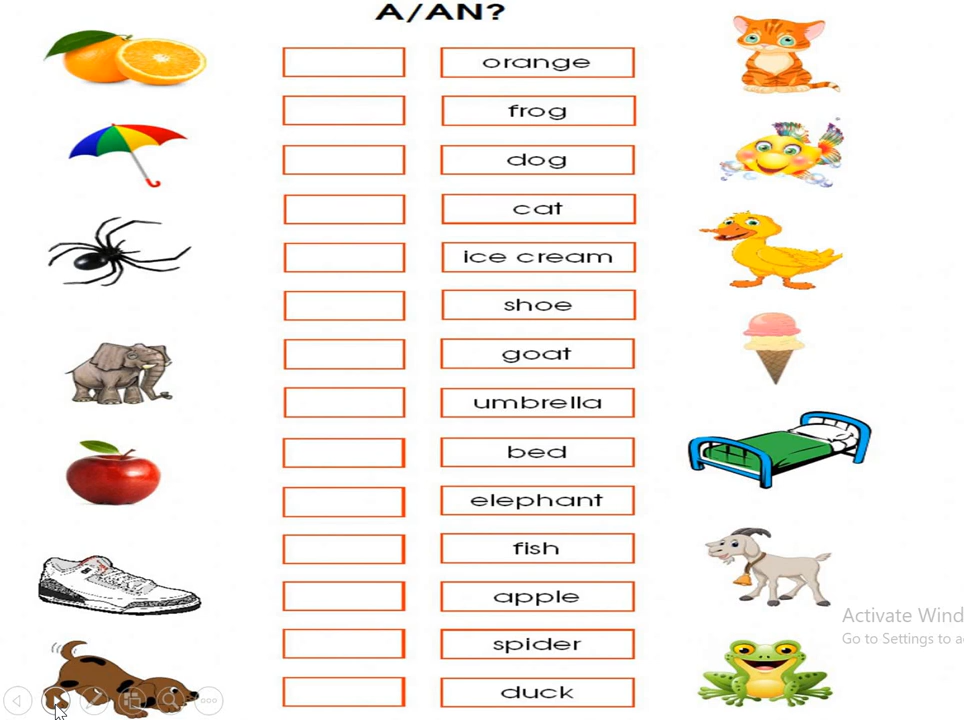 A/AN?
orange
frog
dog
cat
ice cream
shoe
goat
umbrella
bed
elephant
fish
apple
spider
duck
Activate Wind
Go to Settings to a